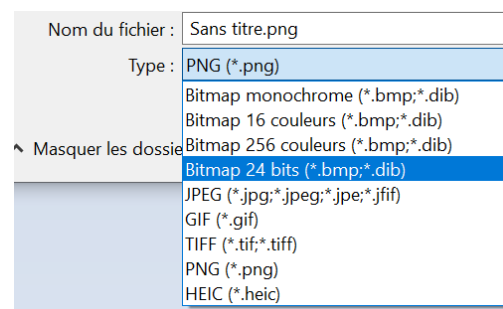 Nom du fichier : Sans titre.png
Type : PNG (*.png)
Bitmap monochrome (*.bmp;*.dib)
Bitmap 16 couleurs (*.bmp;*.dib)
Masquer les dossie Bitmap 256 couleurs (*.bmp;*.dib)
Bitmap 24 bits (*.bmp;*.dib)
JPEG (*.jpg;*.jpeg;*.jpe;*.jfif)
GIF (*.gif)
TIFF (*.tif;*.tiff)
PNG (*.png)
HEIC (*.heic)